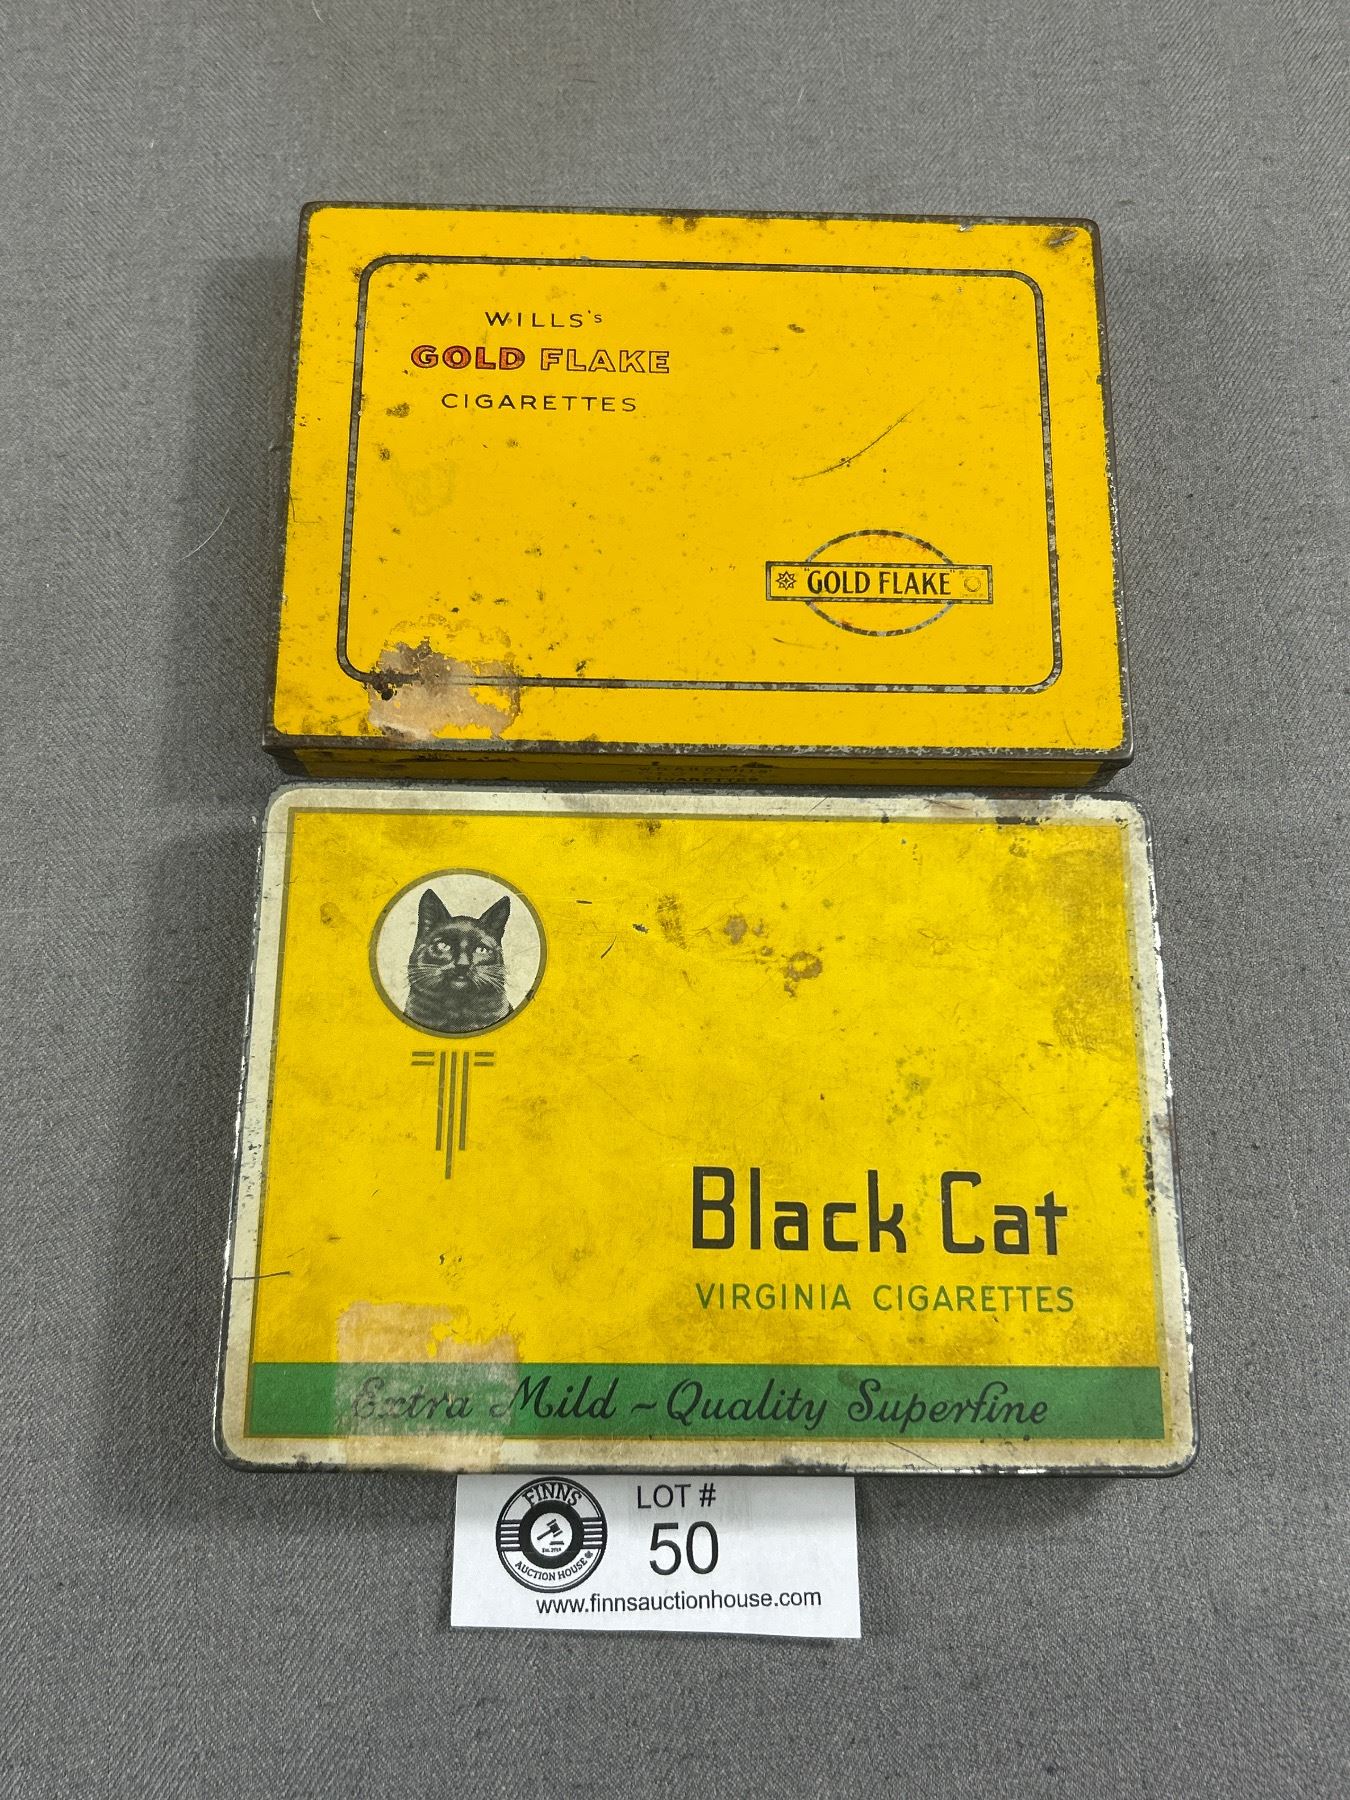 WILLS's
GOLD FLAKE
CIGARETTES
"GOLD FLAKE"
CIGARETTES
Black Cat
VIRGINIA CIGARETTES
Extra Mild ~ Quality Superfine
FINNS
AUCTION HOUSE
LOT #
50
www.finnsauctionhouse.com